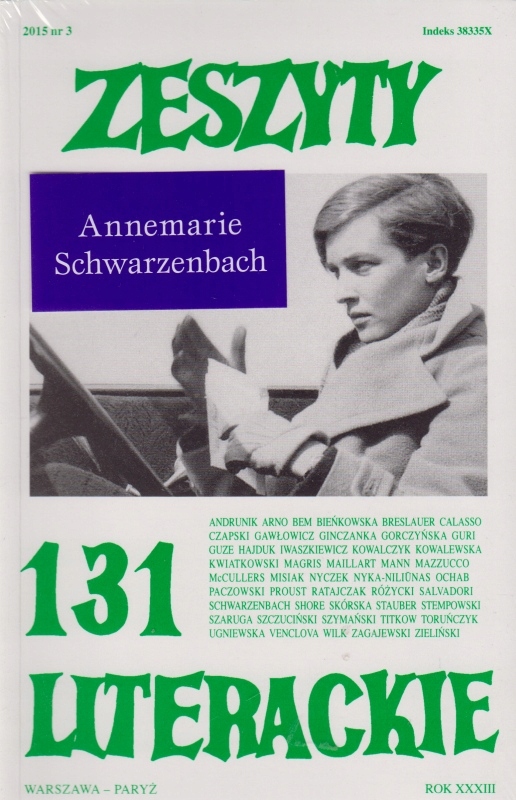 2015 nr 3
Indeks 38335X
ZESZYTY
Annemarie
Schwarzenbach
131
ANDRUNIK ARNO BEM BIEŃKOWSKA BRESLAUER CALASSO
CZAPSKI GAWŁOWICZ GINCZANKA GORCZYŃSKA GURI
GUZE HAJDUK IWASZKIEWICZ KOWALCZYK KOWALEWSKA
KWIATKOWSKI MAGRIS MAILLART MANN MAZZUCCO
McCULLERS MISIAK NYCZEK NYKA-NILIŪNAS OCHAB
PACZOWSKI PROUST RATAJCZAK RÓŻYCKI SALVADORI
SCHWARZENBACH SHORE SKÓRSKA STAUBER STEMPOWSKI
SZARUGA SZCZUCIŃSKI SZYMAŃSKI TITKOW TORUŃCZYK
UGNIEWSKA VENCLOVA WILK ZAGAJEWSKI ZIELIŃSKI
LITERACKIE
WARSZAWA – PARYŻ
ROK XXXIII